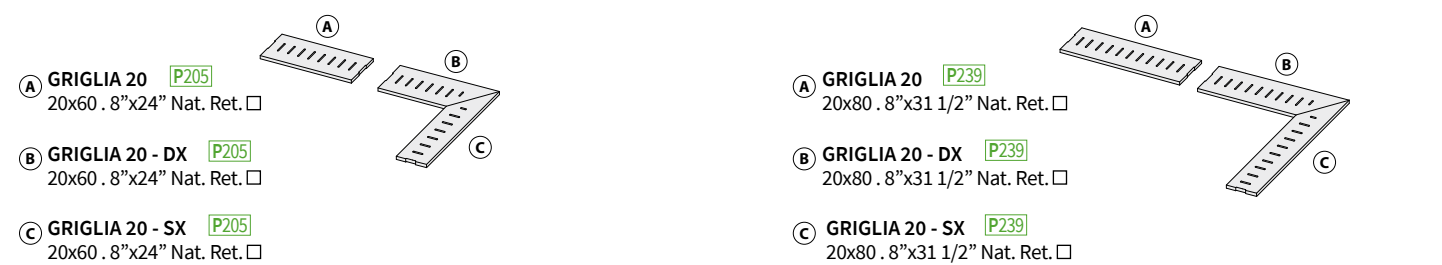 A
B
C
A GRIGLIA 20 P205
20x60 . 8”x24” Nat. Ret. □
B GRIGLIA 20 - DX P205
20x60 . 8”x24” Nat. Ret. □
C GRIGLIA 20 - SX P205
20x60 . 8”x24” Nat. Ret. □
A
B
C
A GRIGLIA 20 P239
20x80 . 8”x31 1/2” Nat. Ret. □
B GRIGLIA 20 - DX P239
20x80 . 8”x31 1/2” Nat. Ret. □
C GRIGLIA 20 - SX P239
20x80 . 8”x31 1/2” Nat. Ret. □